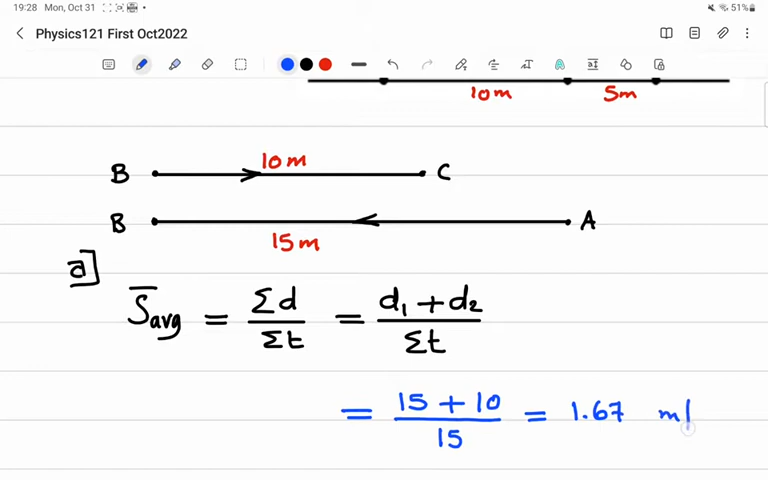 19:28 Mon, Oct 31 51%
Physics121 First Oct2022
10m 5m
10m
B C
B A
15m
a]
S̅avg = Σd/Σt = d₁+d₂/Σt
= 15+10/15 = 1.67 m/